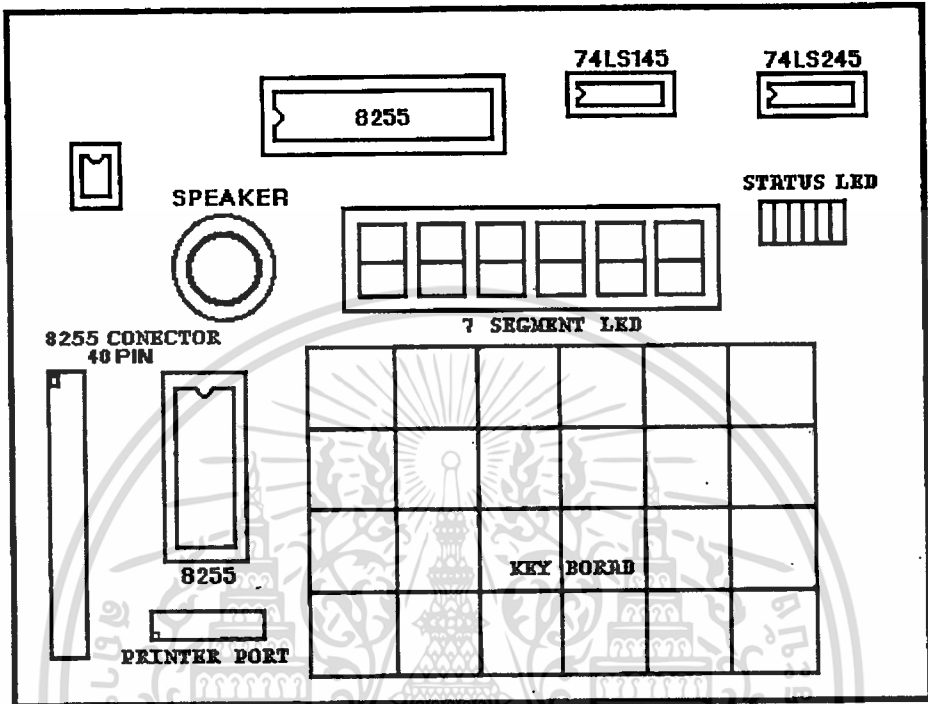 74LS145
74LS245
8255
STATUS LED
SPEAKER
7 SEGMENT LED
8255 CONECTOR
40 PIN
KEY BORAD
8255
PRINTER PORT